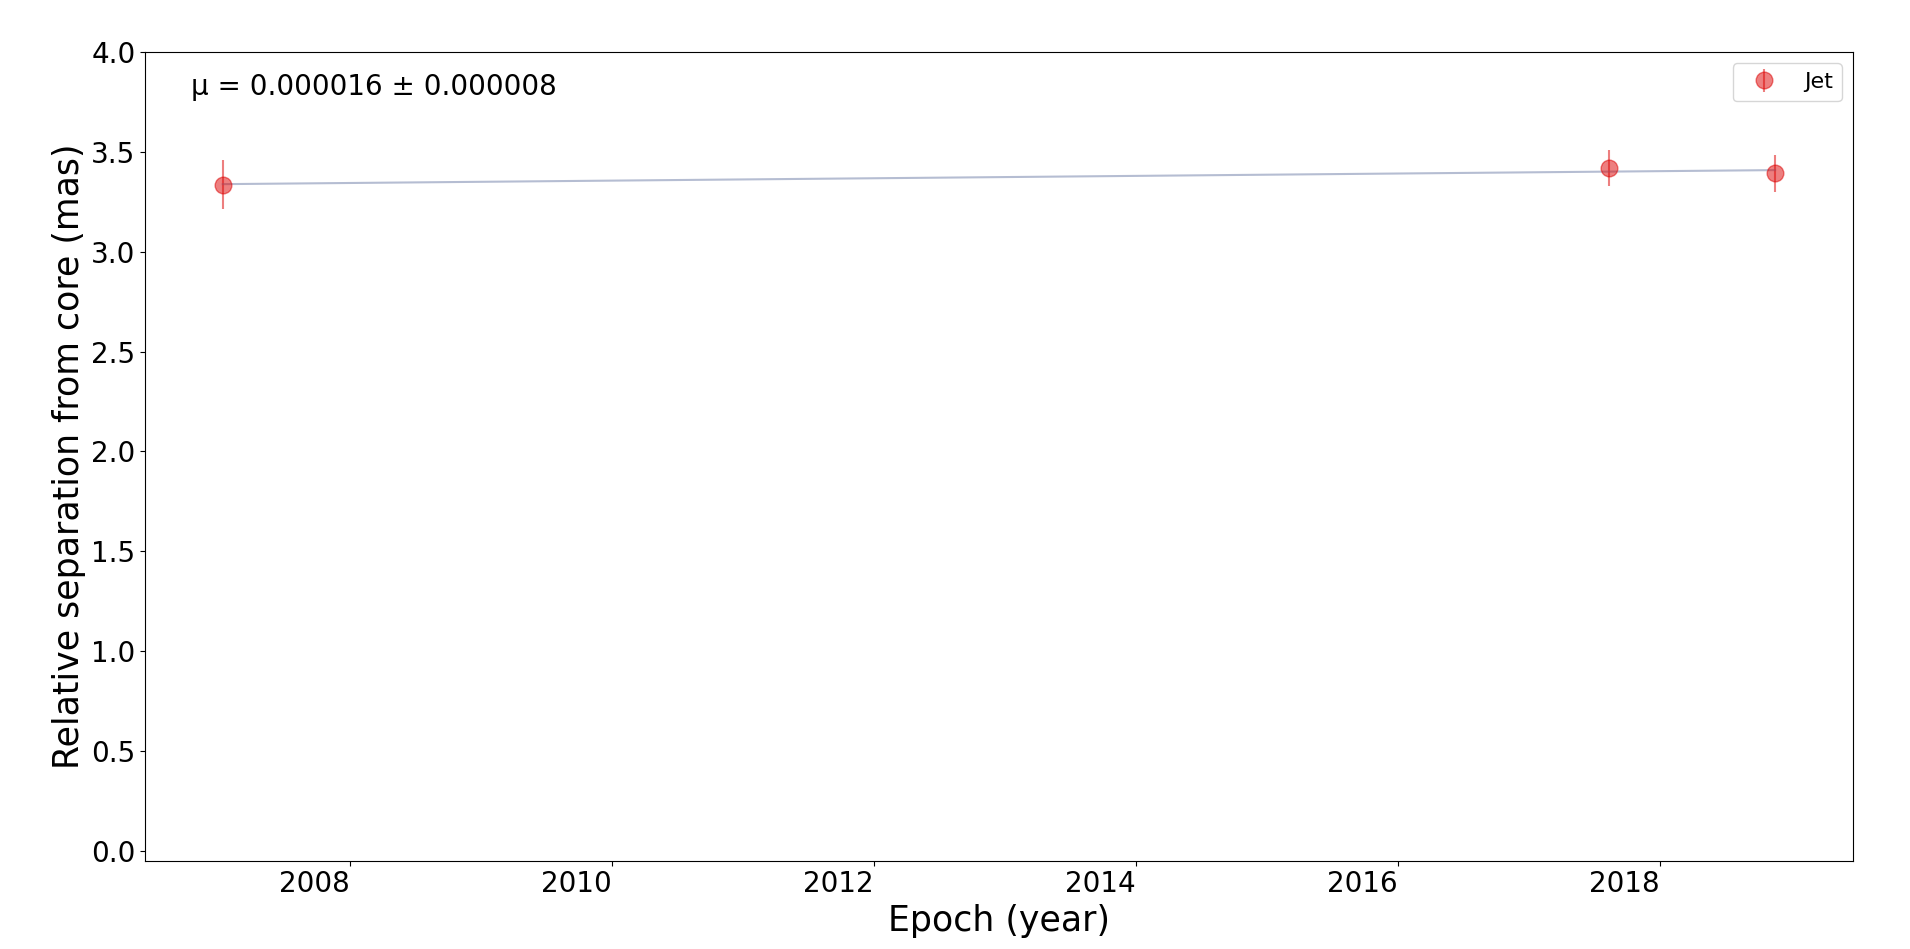 μ = 0.000016 ± 0.000008
Jet
4.0
3.5
3.0
2.5
2.0
1.5
1.0
0.5
0.0
Relative separation from core (mas)
2008 2010 2012 2014 2016 2018
Epoch (year)